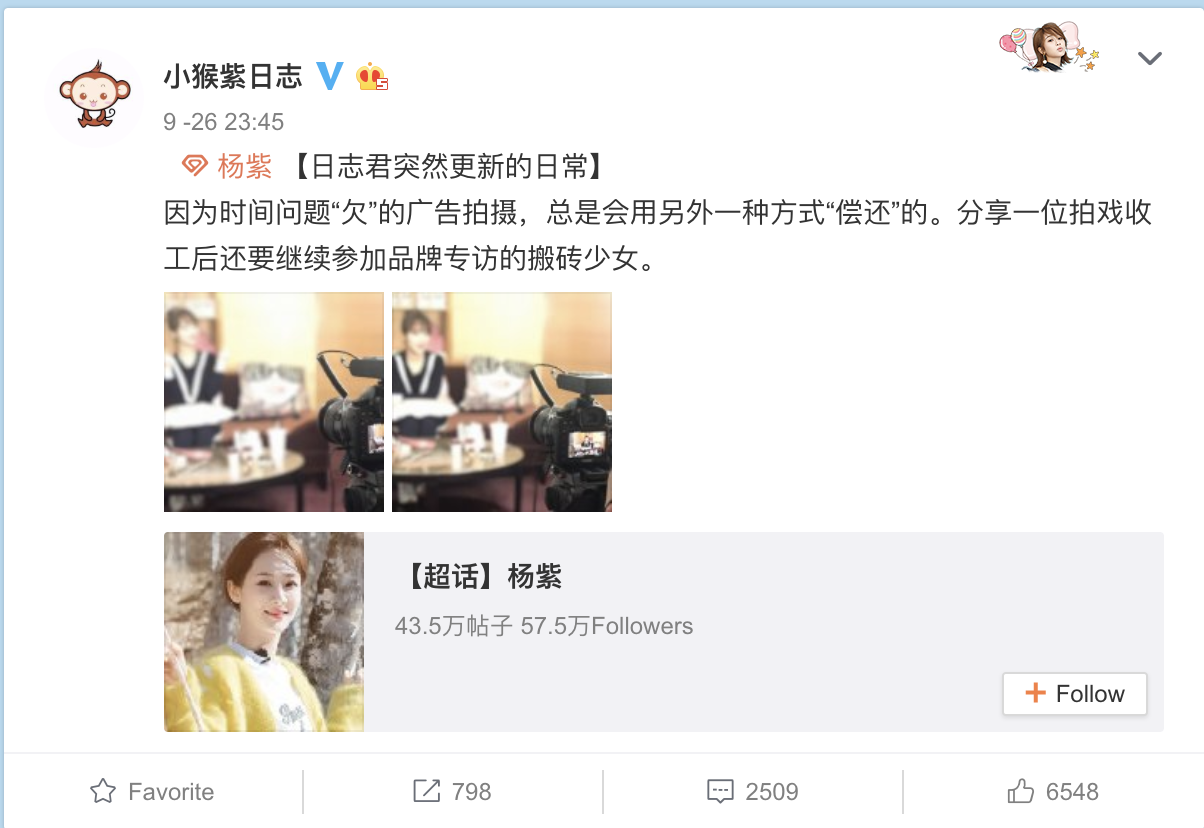 小猴紫日志
9 -26 23:45
杨紫 【日志君突然更新的日常】
因为时间问题“欠”的广告拍摄，总是会用另外一种方式“偿还”的。分享一位拍戏收
工后还要继续参加品牌专访的搬砖少女。
【超话】杨紫
43.5万帖子 57.5万Followers
+ Follow
Favorite
798
2509
6548